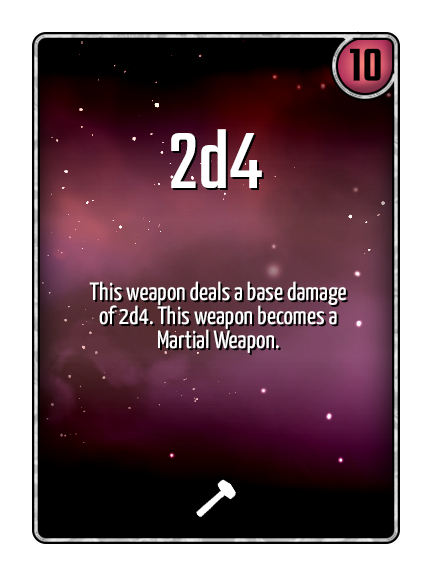 10
2d4
This weapon deals a base damage
of 2d4. This weapon becomes a
Martial Weapon.